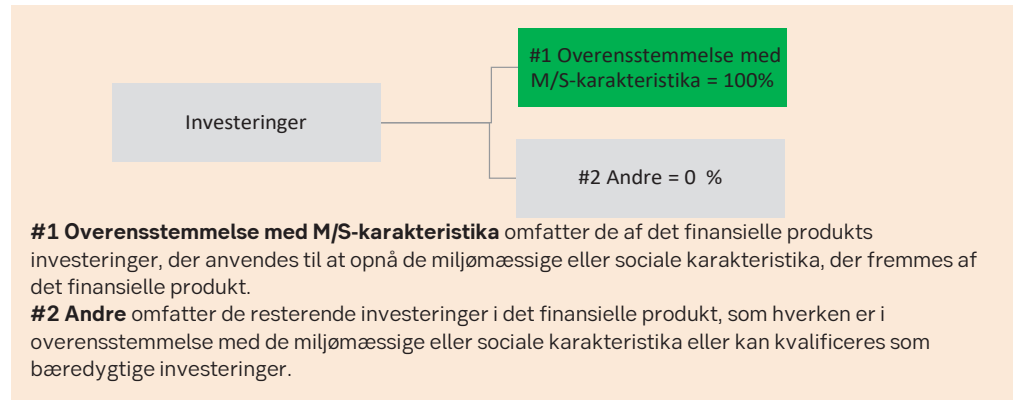 #1 Overensstemmelse med
M/S-karakteristika = 100%
Investeringer
#2 Andre = 0 %
#1 Overensstemmelse med M/S-karakteristika omfatter de af det finansielle produkts
investeringer, der anvendes til at opnå de miljømæssige eller sociale karakteristika, der fremmes af
det finansielle produkt.
#2 Andre omfatter de resterende investeringer i det finansielle produkt, som hverken er i
overensstemmelse med de miljømæssige eller sociale karakteristika eller kan kvalificeres som
bæredygtige investeringer.